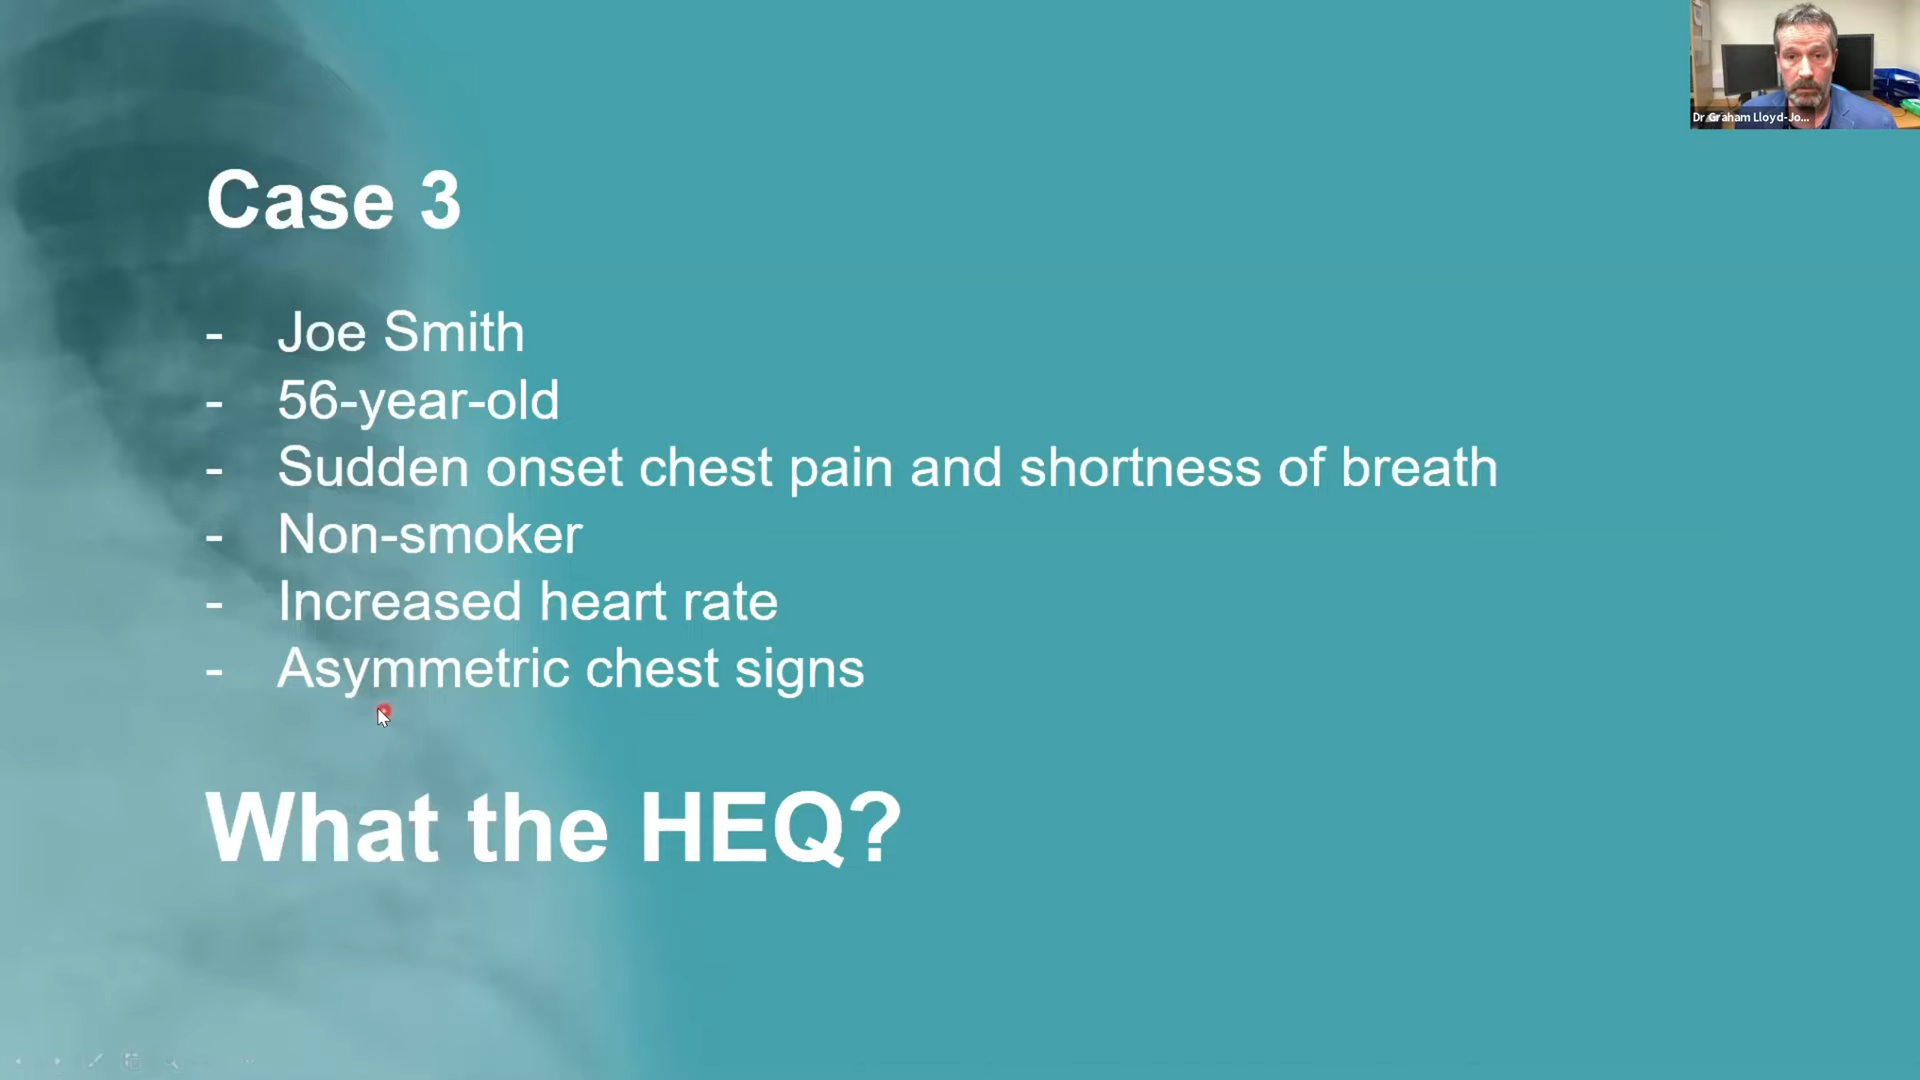 Dr Graham Lloyd-Jo...
Case 3
- Joe Smith
- 56-year-old
- Sudden onset chest pain and shortness of breath
- Non-smoker
- Increased heart rate
- Asymmetric chest signs
What the HEQ?